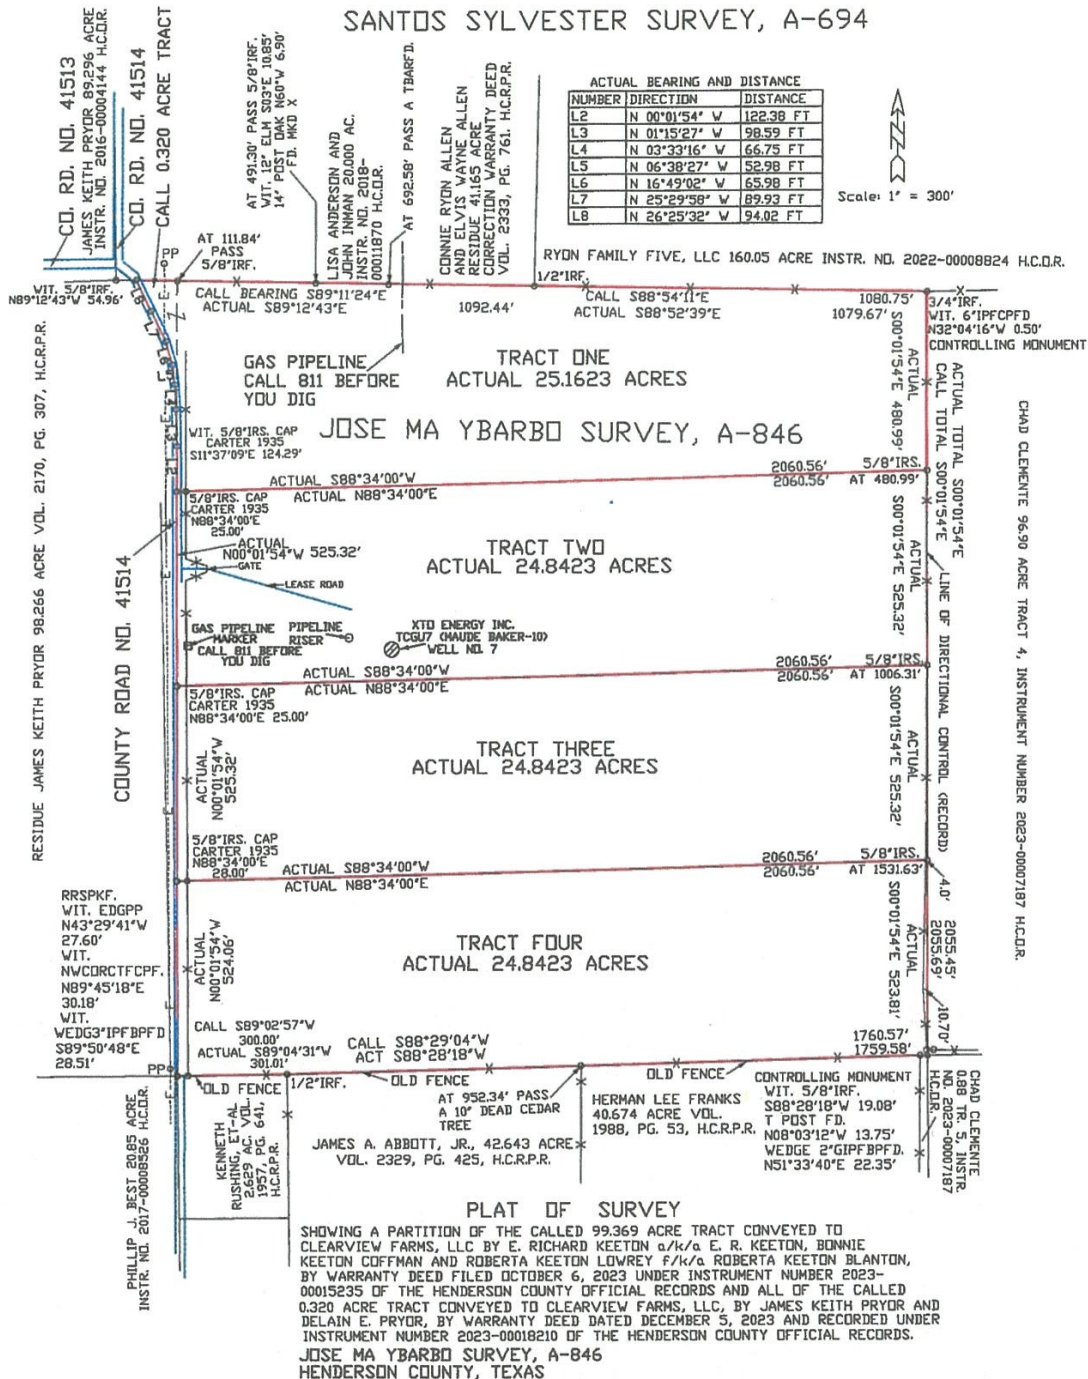 SANTOS SYLVESTER SURVEY, A-694
CO. RD. NO. 41513
JAMES KEITH PRYOR 89.296 ACRE
INSTR. NO. 2016-00004144 H.C.D.R.
CO. RD. NO. 41514
CALL 0.320 ACRE TRACT
AT 491.30' PASS 5/8"IRF.
WIT. 12" ELM S03°E 10.85'
14" POST OAK N60°W 6.90'
FD. MKD X
LISA ANDERSON AND
JOHN INMAN 20.000 AC.
INSTR. NO. 2018-
00011870 H.C.O.R.
AT 692.58' PASS A TBARFD.
CONNIE RYON ALLEN
AND ELVIS WAYNE ALLEN
RESIDUE 41.165 ACRE
CORRECTION WARRANTY DEED
VOL. 2333, PG. 761. H.C.R.P.R.
ACTUAL BEARING AND DISTANCE
NUMBER DIRECTION DISTANCE
L2 N 00°01'54" W 122.38 FT
L3 N 01°15'27" W 98.59 FT
L4 N 03°33'16" W 66.75 FT
L5 N 06°38'27" W 52.98 FT
L6 N 16°49'02" W 65.98 FT
L7 N 25°29'58" W 89.93 FT
L8 N 26°25'32" W 94.02 FT
N
Scale: 1" = 300'
PP
AT 111.84'
PASS
5/8"IRF.
RYON FAMILY FIVE, LLC 160.05 ACRE INSTR. NO. 2022-00008824 H.C.O.R.
1/2"IRF.
WIT. 5/8"IRF.
N89°12'43"W 54.96'
CALL BEARING S89°11'24"E
ACTUAL S89°12'43"E
1092.44'
CALL S88°54'11"E
ACTUAL S88°52'39"E
1080.75'
1079.67'
3/4"IRF.
WIT. 6"IPFCPFD
N32°04'16"W 0.50'
CONTROLLING MONUMENT
L8
L7
L6
L4
L3
L2
GAS PIPELINE
CALL 811 BEFORE
YOU DIG
TRACT ONE
ACTUAL 25.1623 ACRES
ACTUAL
S00°01'54"E 480.99'
ACTUAL TOTAL S00°01'54"E
CALL TOTAL S00°01'54"E
JOSE MA YBARBO SURVEY, A-846
WIT. 5/8"IRS. CAP
CARTER 1935
S11°37'09"E 124.29'
ACTUAL S88°34'00"W
ACTUAL N88°34'00"E
2060.56'
2060.56'
5/8"IRS.
AT 480.99'
5/8"IRS. CAP
CARTER 1935
N88°34'00"E
25.00'
ACTUAL
N00°01'54"W 525.32'
GATE
LEASE ROAD
TRACT TWO
ACTUAL 24.8423 ACRES
ACTUAL
S00°01'54"E 525.32'
LINE OF DIRECTIONAL CONTROL (RECORD)
GAS PIPELINE
MARKER
CALL 811 BEFORE
YOU DIG
PIPELINE
RISER
XTO ENERGY INC.
TCGU7 (MAUDE BAKER-10)
WELL NO. 7
RESIDUE JAMES KEITH PRYOR 98.266 ACRE VOL. 2170, PG. 307, H.C.R.P.R.
COUNTY ROAD NO. 41514
CHAD CLEMENTE 96.90 ACRE TRACT 4, INSTRUMENT NUMBER 2023-00007187 H.C.O.R.
ACTUAL S88°34'00"W
ACTUAL N88°34'00"E
2060.56'
2060.56'
5/8"IRS.
AT 1006.31'
5/8"IRS. CAP
CARTER 1935
N88°34'00"E 25.00'
ACTUAL
N00°01'54"W
525.32'
TRACT THREE
ACTUAL 24.8423 ACRES
ACTUAL
S00°01'54"E 525.32'
5/8"IRS. CAP
CARTER 1935
N88°34'00"E
28.00'
ACTUAL S88°34'00"W
ACTUAL N88°34'00"E
2060.56'
2060.56'
5/8"IRS.
AT 1531.63'
4.0'
2055.45'
2055.69'
RRSPKF.
WIT. EDGPP
N43°29'41"W
27.60'
WIT.
NWCORCTFCPF.
N89°45'18"E
30.18'
WIT.
WEDG3"IPFBPFD
S89°50'48"E
28.51'
ACTUAL
N00°01'54"W
524.06'
TRACT FOUR
ACTUAL 24.8423 ACRES
ACTUAL
S00°01'54"E 523.81'
10.70'
CALL S89°02'57"W
300.00'
ACTUAL S89°04'31"W
301.01'
CALL S88°29'04"W
ACT S88°28'18"W
1760.57'
1759.58'
PP
OLD FENCE
1/2"IRF.
OLD FENCE
OLD FENCE
AT 952.34' PASS
A 10" DEAD CEDAR
TREE
HERMAN LEE FRANKS
40.674 ACRE VOL.
1988, PG. 53, H.C.R.P.R.
CONTROLLING MONUMENT
WIT. 5/8"IRF.
S88°28'18"W 19.08'
T POST FD.
N08°03'12"W 13.75'
WEDGE 2"GIPFBPFD.
N51°33'40"E 22.35'
CHAD CLEMENTE
0.88 TR. 5, INSTR.
NO. 2023-00007187
H.C.O.R.
KENNETH
RUSHING, ET-AL
2.629 AC. VOL.
1957, PG. 641,
H.C.R.P.R.
JAMES A. ABBOTT, JR., 42.643 ACRE
VOL. 2329, PG. 425, H.C.R.P.R.
PHILLIP J. BEST 20.85 ACRE
INSTR. NO. 2017-00008526 H.C.O.R.
PLAT OF SURVEY
SHOWING A PARTITION OF THE CALLED 99.369 ACRE TRACT CONVEYED TO
CLEARVIEW FARMS, LLC BY E. RICHARD KEETON a/k/a E. R. KEETON, BONNIE
KEETON COFFMAN AND ROBERTA KEETON LOWREY f/k/a ROBERTA KEETON BLANTON,
BY WARRANTY DEED FILED OCTOBER 6, 2023 UNDER INSTRUMENT NUMBER 2023-
00015235 OF THE HENDERSON COUNTY OFFICIAL RECORDS AND ALL OF THE CALLED
0.320 ACRE TRACT CONVEYED TO CLEARVIEW FARMS, LLC, BY JAMES KEITH PRYOR AND
DELAIN E. PRYOR, BY WARRANTY DEED DATED DECEMBER 5, 2023 AND RECORDED UNDER
INSTRUMENT NUMBER 2023-00018210 OF THE HENDERSON COUNTY OFFICIAL RECORDS.
JOSE MA YBARBO SURVEY, A-846
HENDERSON COUNTY, TEXAS